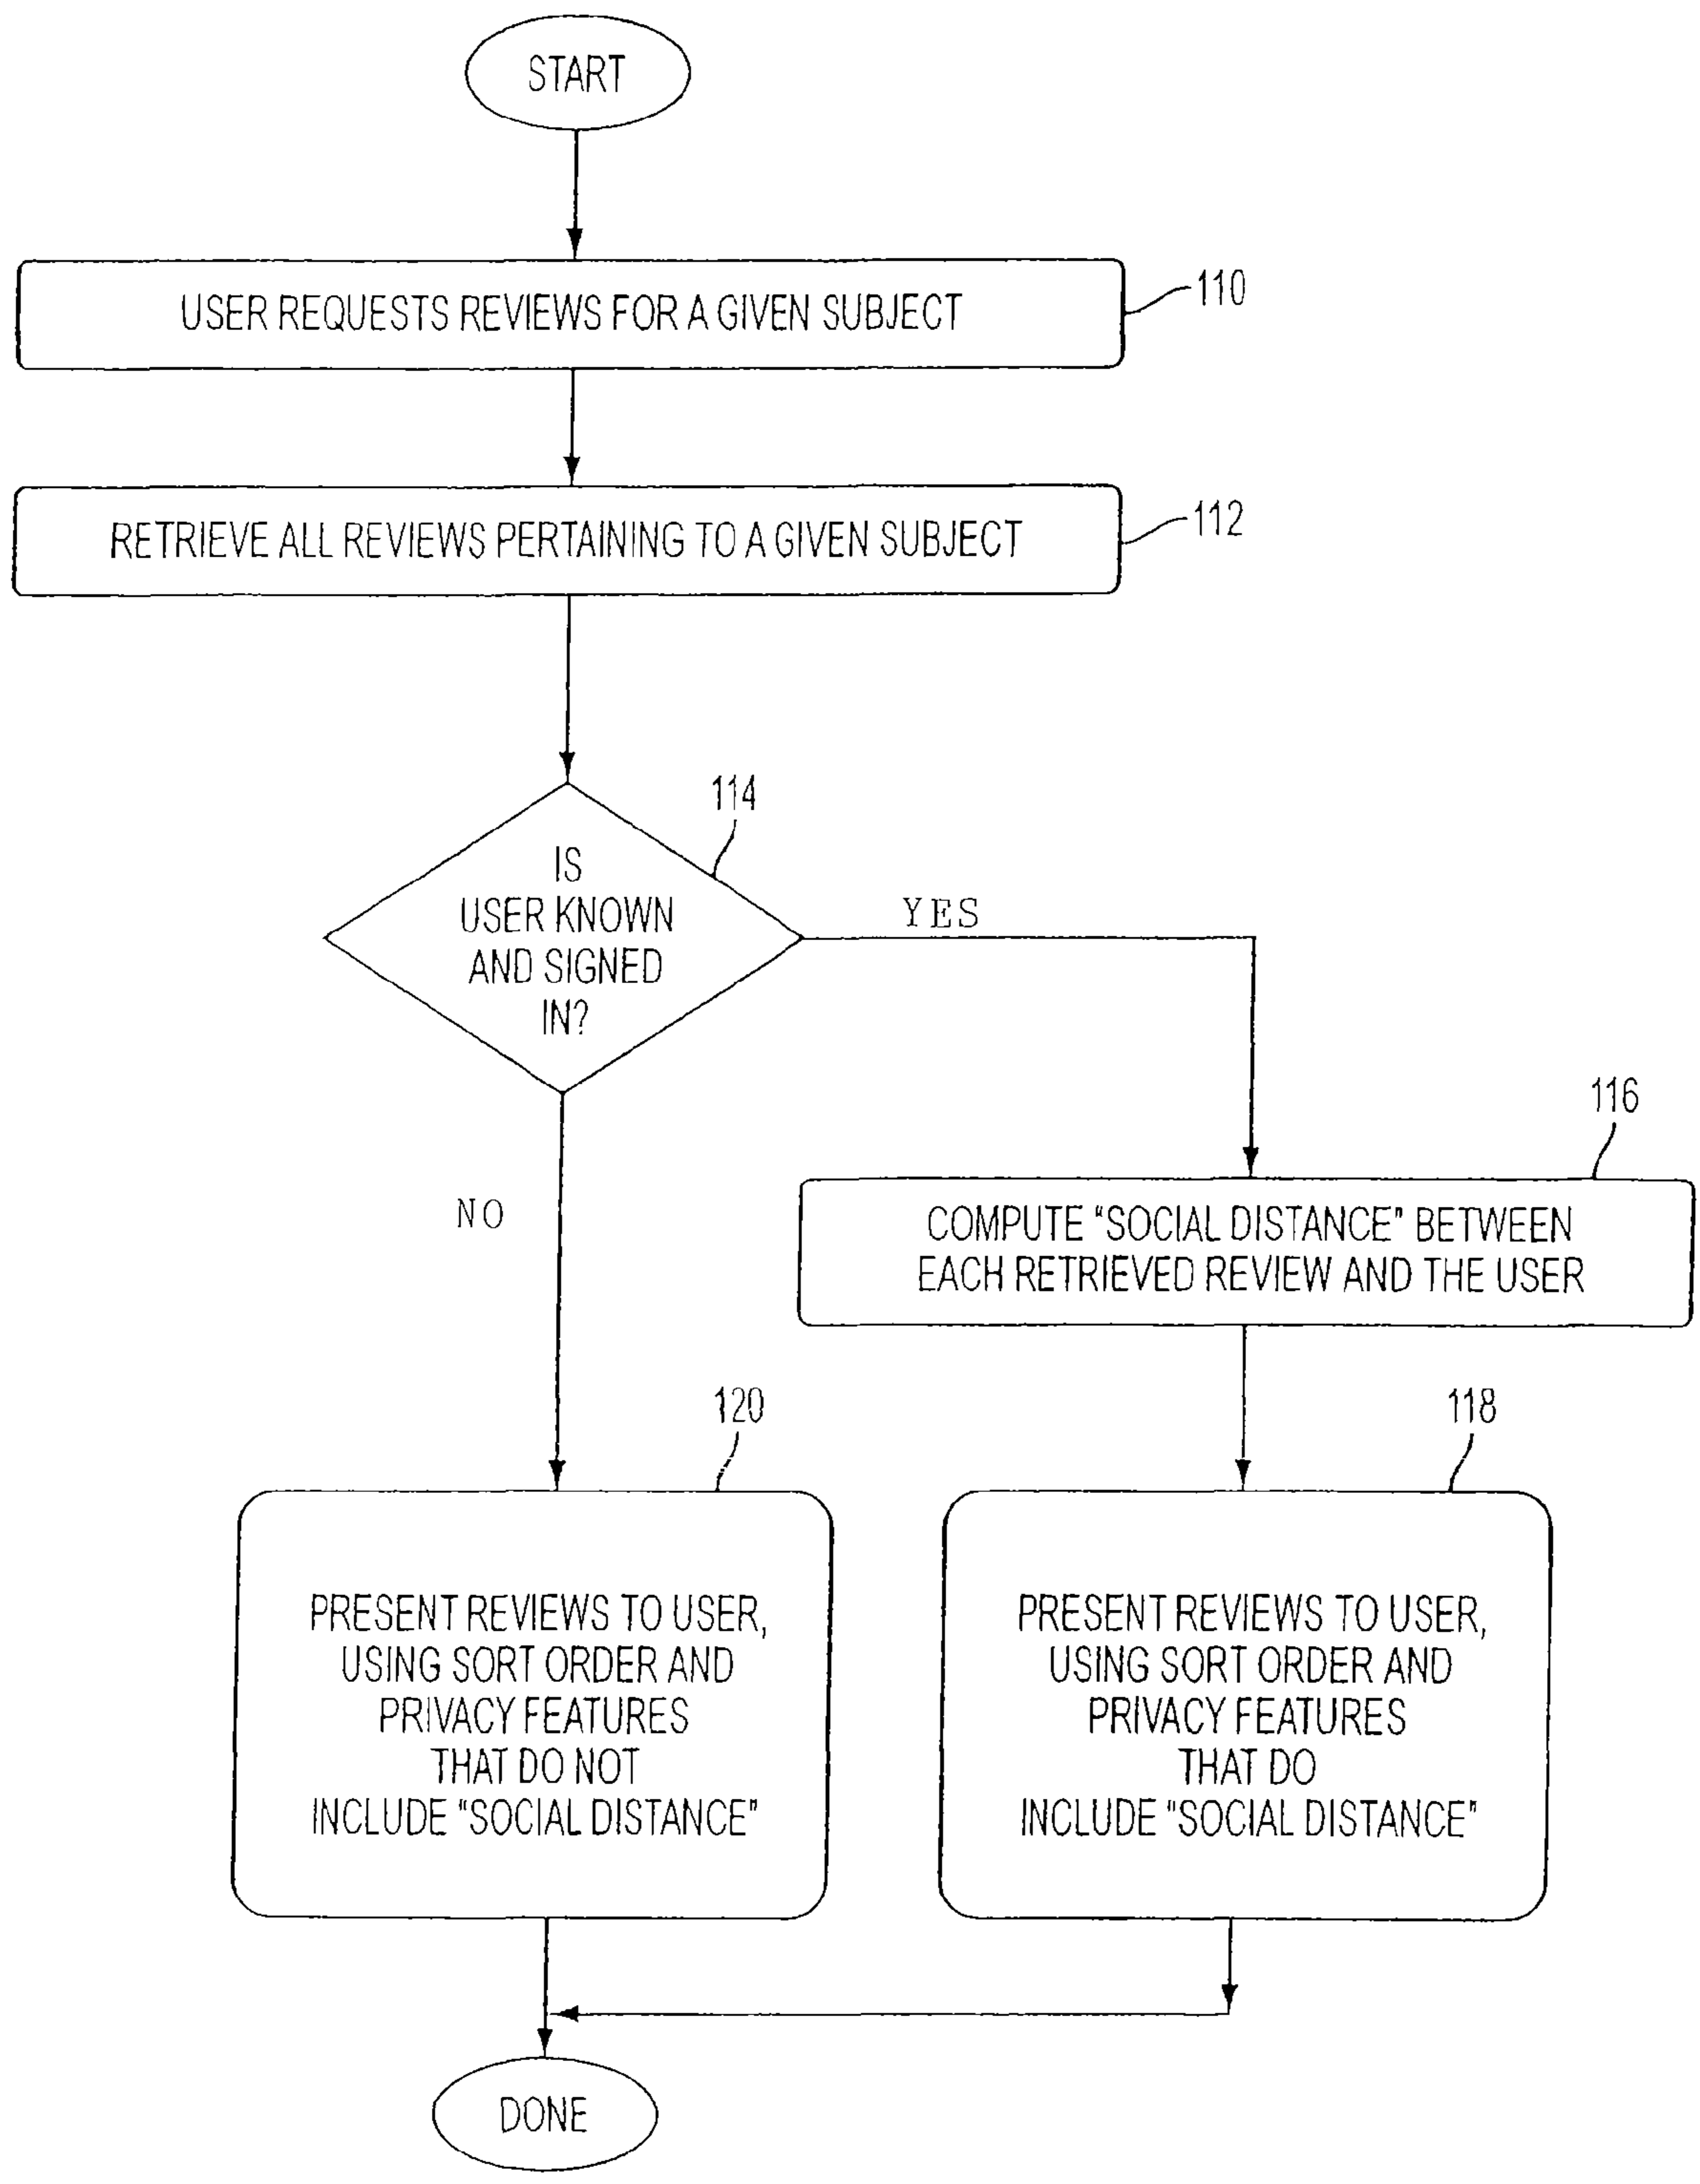 START
USER REQUESTS REVIEWS FOR A GIVEN SUBJECT
110
RETRIEVE ALL REVIEWS PERTAINING TO A GIVEN SUBJECT
112
114
IS
USER KNOWN
AND SIGNED
IN?
YES
NO
116
COMPUTE "SOCIAL DISTANCE" BETWEEN
EACH RETRIEVED REVIEW AND THE USER
120
PRESENT REVIEWS TO USER,
USING SORT ORDER AND
PRIVACY FEATURES
THAT DO NOT
INCLUDE "SOCIAL DISTANCE"
118
PRESENT REVIEWS TO USER,
USING SORT ORDER AND
PRIVACY FEATURES
THAT DO
INCLUDE "SOCIAL DISTANCE"
DONE